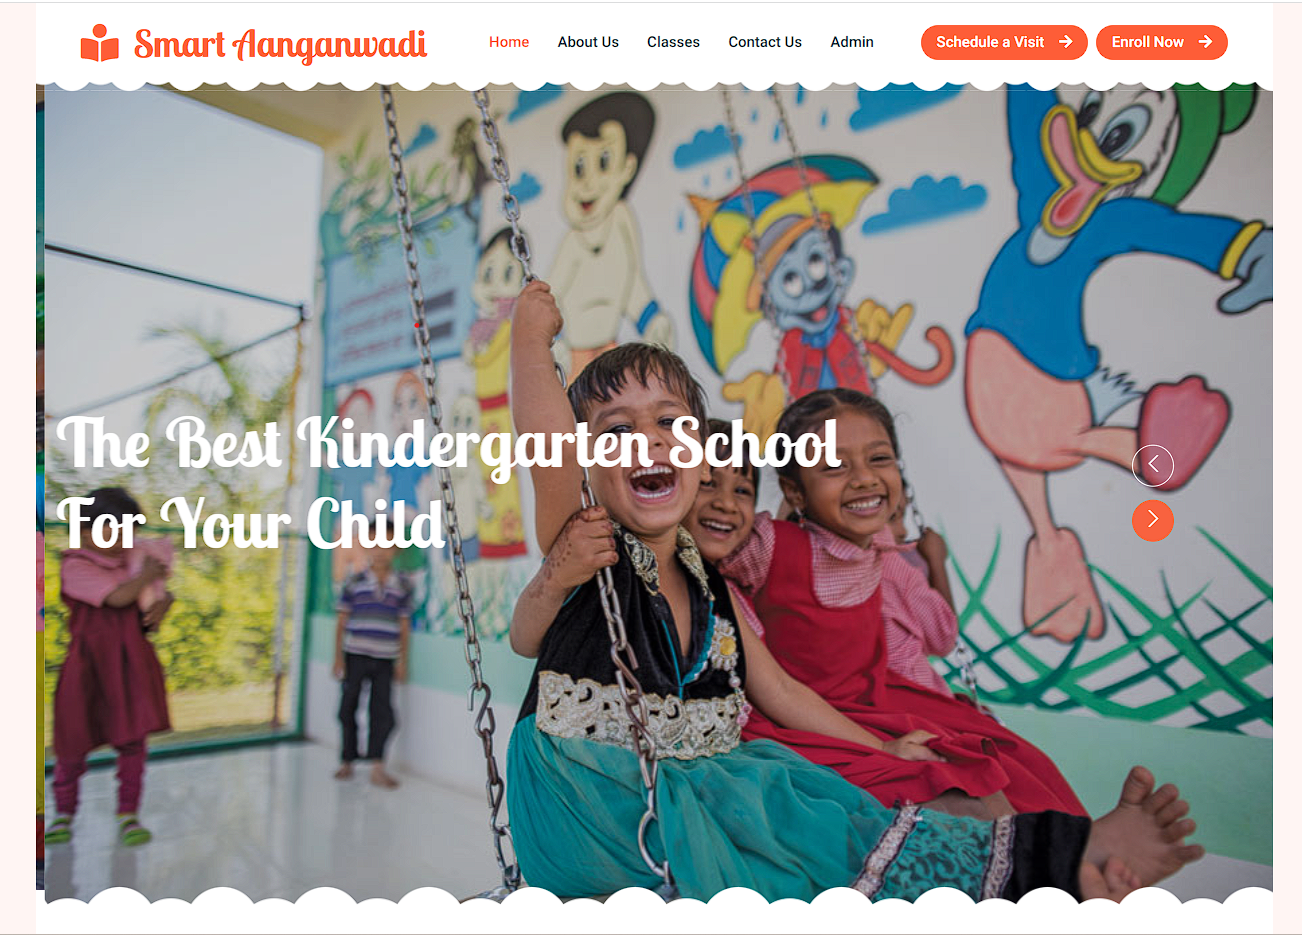 Smart Aanganwadi
Home About Us Classes Contact Us Admin Schedule a Visit Enroll Now
The Best Kindergarten School
For Your Child